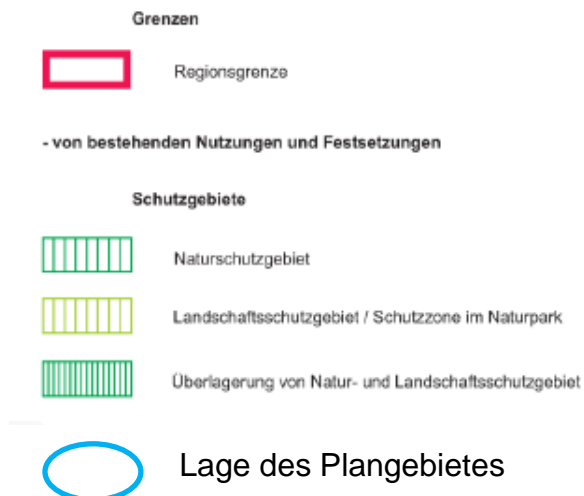 Grenzen
Regionsgrenze
- von bestehenden Nutzungen und Festsetzungen
Schutzgebiete
Naturschutzgebiet
Landschaftsschutzgebiet / Schutzzone im Naturpark
Überlagerung von Natur- und Landschaftsschutzgebiet
Lage des Plangebietes